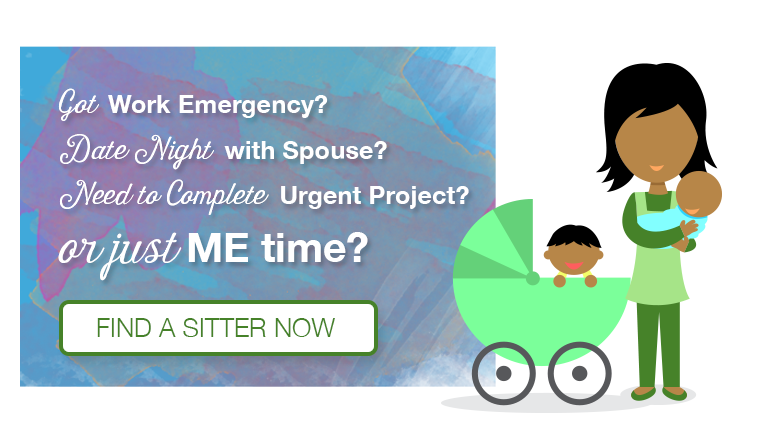 Got Work Emergency?
Date Night with Spouse?
Need to Complete Urgent Project?
or just ME time?
FIND A SITTER NOW